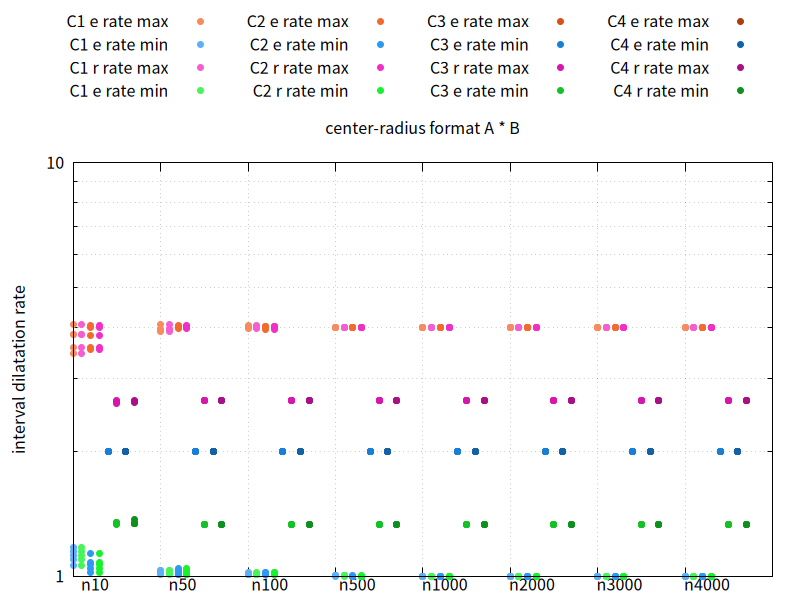 C1 e rate max C2 e rate max C3 e rate max C4 e rate max
C1 e rate min C2 e rate min C3 e rate min C4 e rate min
C1 r rate max C2 r rate max C3 r rate max C4 r rate max
C1 e rate min C2 r rate min C3 e rate min C4 r rate min
center-radius format A * B
10
interval dilatation rate
1
n10 n50 n100 n500 n1000 n2000 n3000 n4000